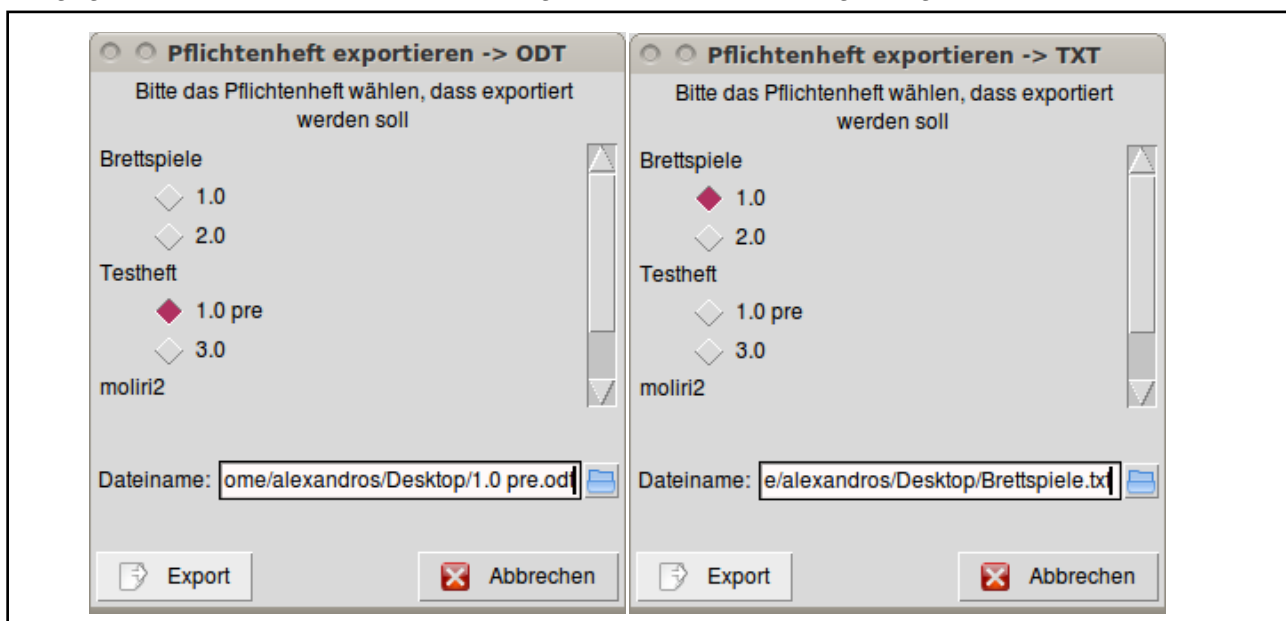 Pflichtenheft exportieren -> ODT
Bitte das Pflichtenheft wählen, dass exportiert
werden soll
Brettspiele
1.0
2.0
Testheft
1.0 pre
3.0
moliri2
Dateiname: ome/alexandros/Desktop/1.0 pre.odt
Export Abbrechen
Pflichtenheft exportieren -> TXT
Bitte das Pflichtenheft wählen, dass exportiert
werden soll
Brettspiele
1.0
2.0
Testheft
1.0 pre
3.0
moliri2
Dateiname: e/alexandros/Desktop/Brettspiele.txt
Export Abbrechen